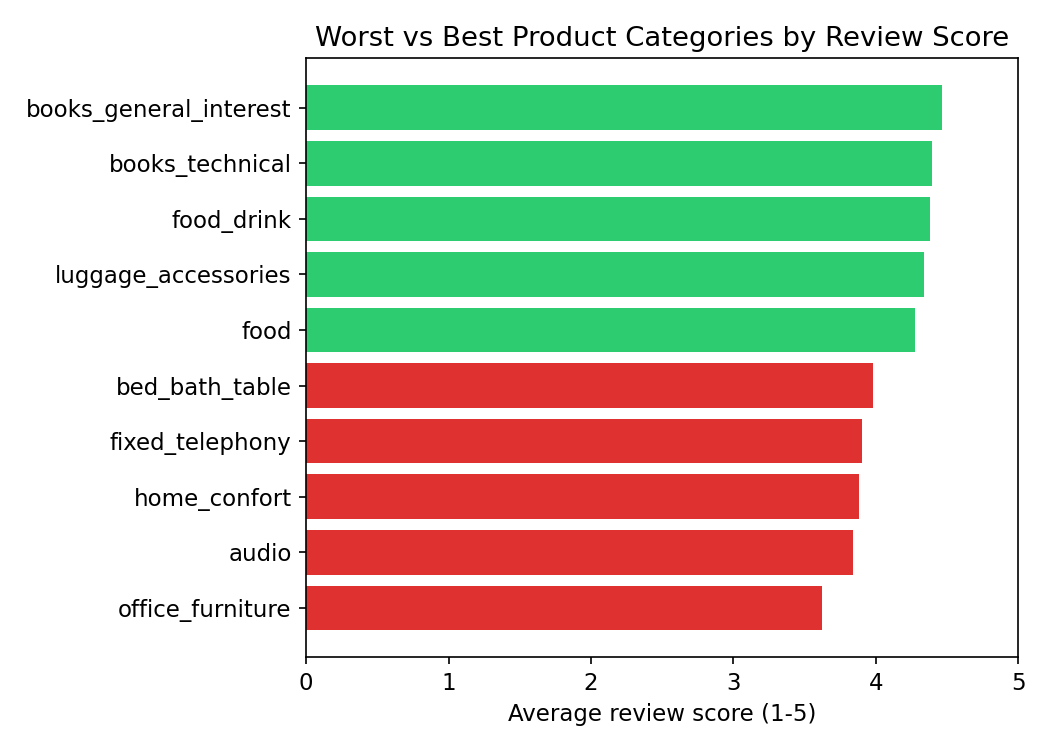 Worst vs Best Product Categories by Review Score
books_general_interest
books_technical
food_drink
luggage_accessories
food
bed_bath_table
fixed_telephony
home_confort
audio
office_furniture
0 1 2 3 4 5
Average review score (1-5)